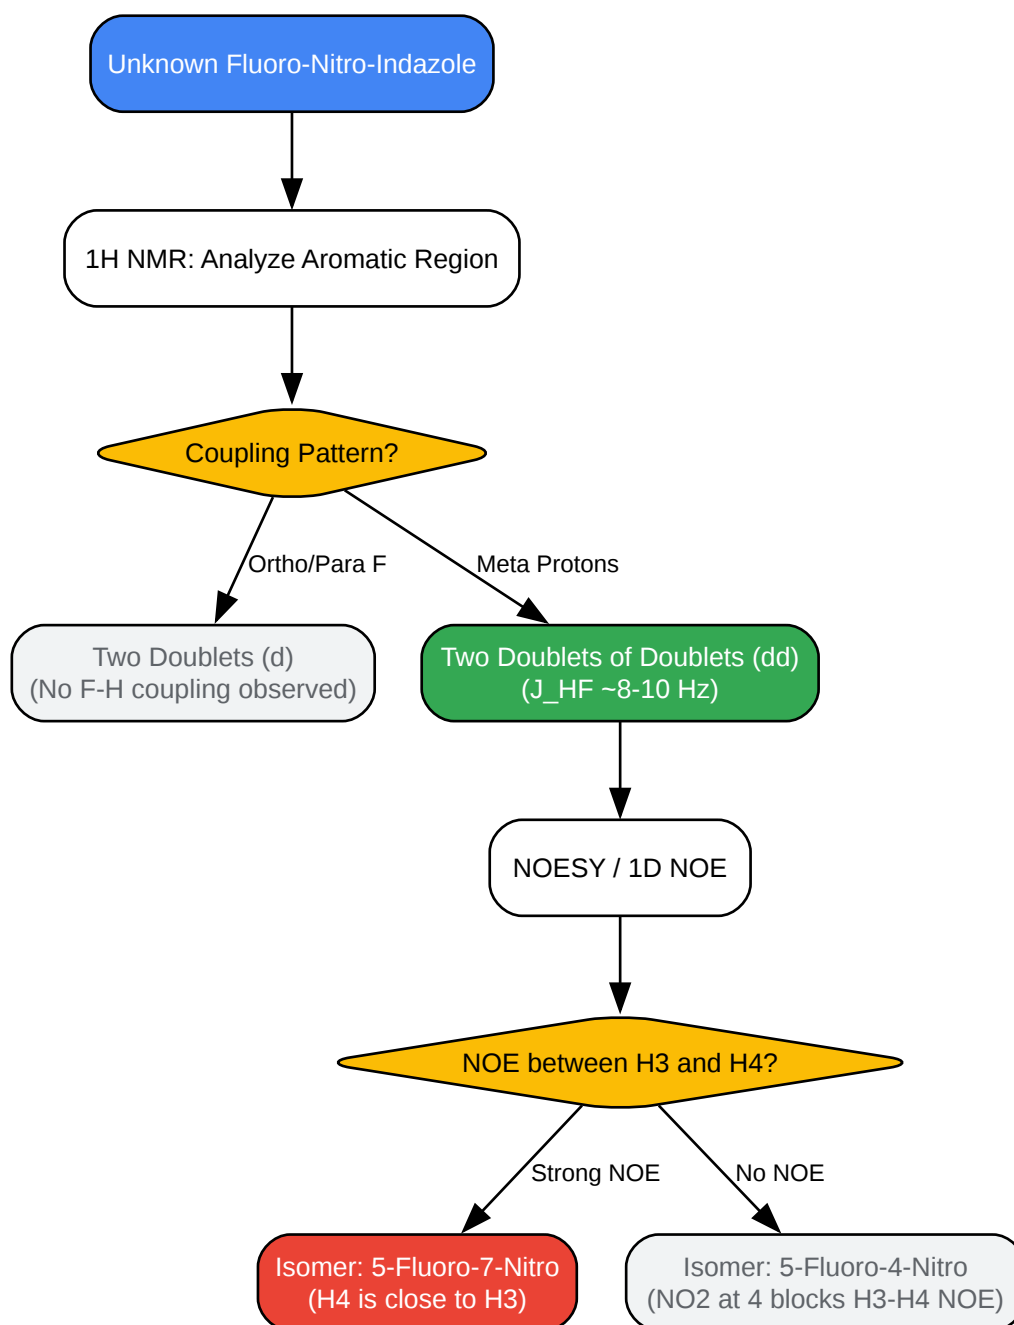 Unknown Fluoro-Nitro-Indazole
1H NMR: Analyze Aromatic Region
Coupling Pattern?
Ortho/Para F
Meta Protons
Two Doublets (d)
(No F-H coupling observed)
Two Doublets of Doublets (dd)
(J_HF ~8-10 Hz)
NOESY / 1D NOE
NOE between H3 and H4?
Strong NOE
No NOE
Isomer: 5-Fluoro-7-Nitro
(H4 is close to H3)
Isomer: 5-Fluoro-4-Nitro
(NO2 at 4 blocks H3-H4 NOE)